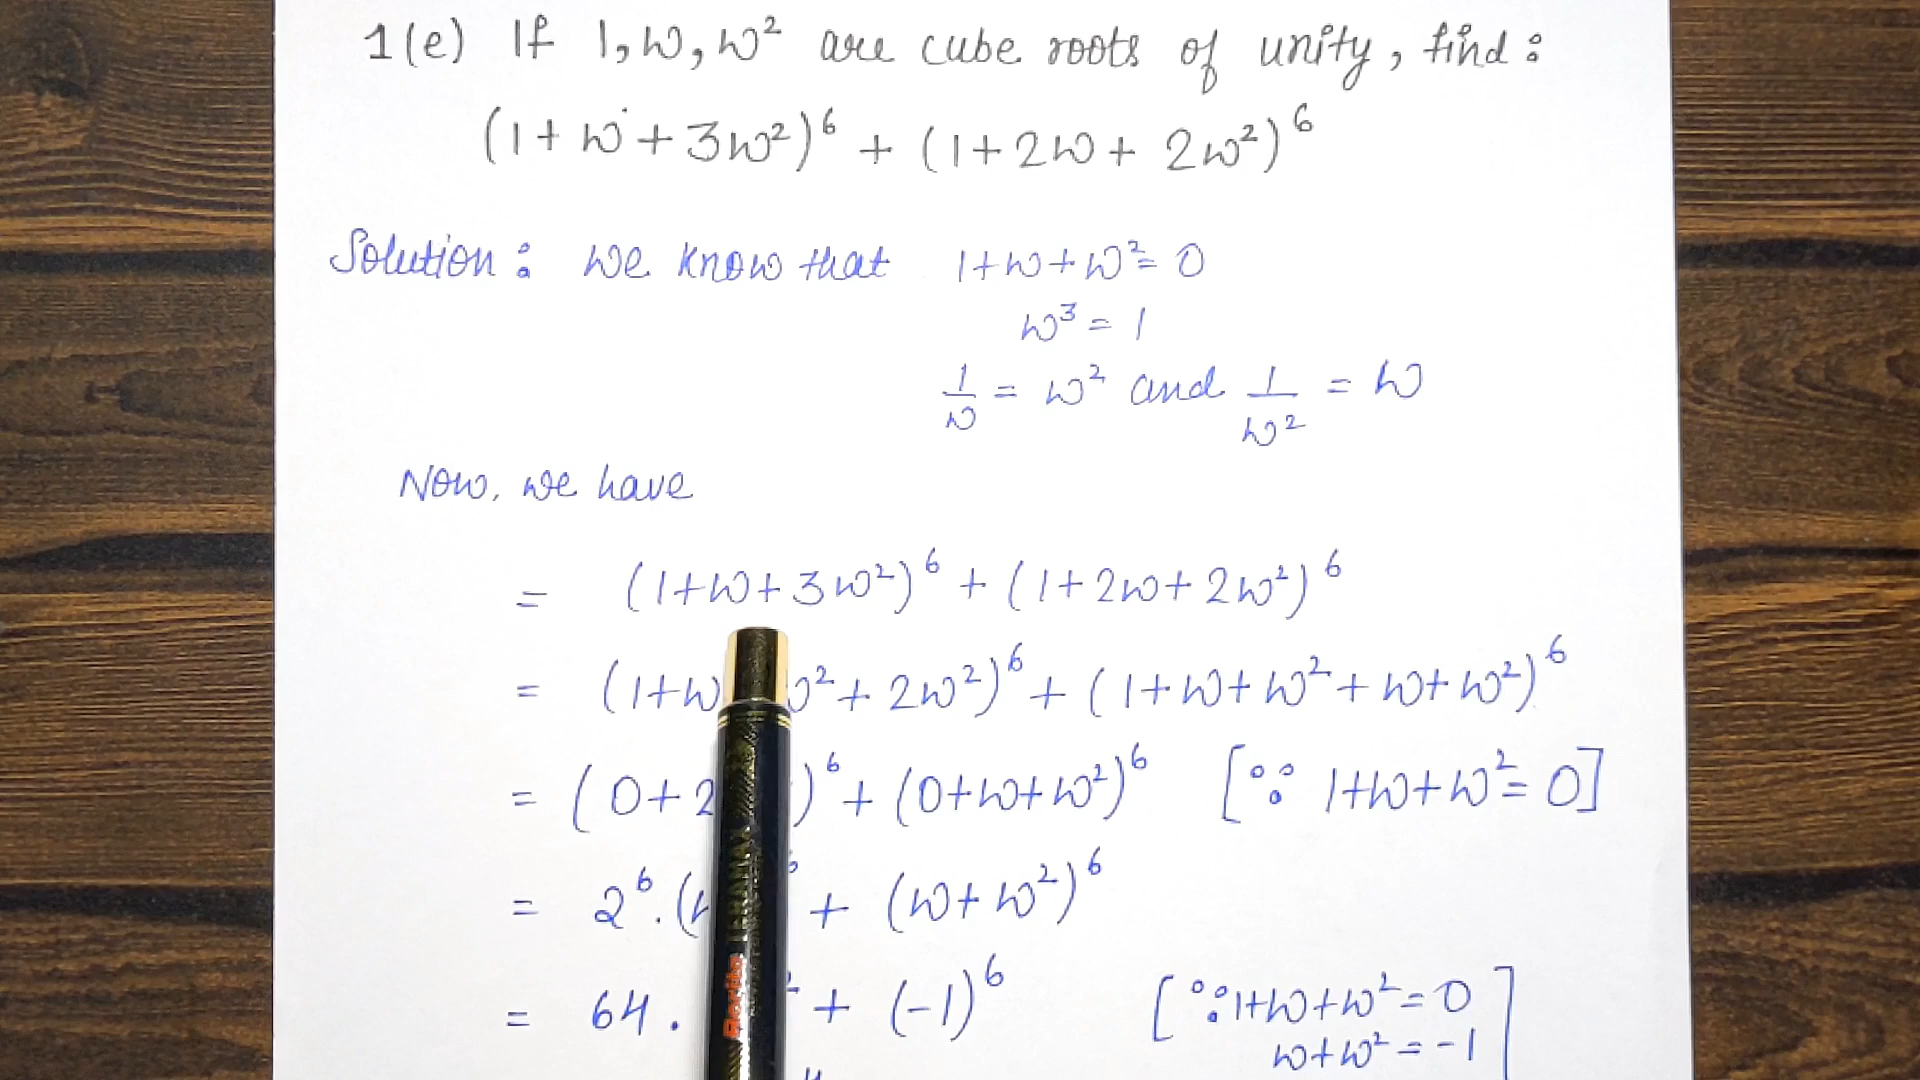 1(e) If 1, ω, ω² are cube roots of unity, find :
(1 + ω + 3ω²)⁶ + (1 + 2ω + 2ω²)⁶
Solution : We know that 1+ω+ω² = 0
ω³ = 1
1/ω = ω² and 1/ω² = ω
Now, we have
= (1+ω+3ω²)⁶ + (1+2ω+2ω²)⁶
= (1+ω ω²+2ω²)⁶ + (1+ω+ω²+ω+ω²)⁶
= (0+2 )⁶ + (0+ω+ω²)⁶ [∵ 1+ω+ω² = 0]
= 2⁶.( ⁶ + (ω+ω²)⁶
= 64. + (-1)⁶ [∵ 1+ω+ω² = 0
ω+ω² = -1]